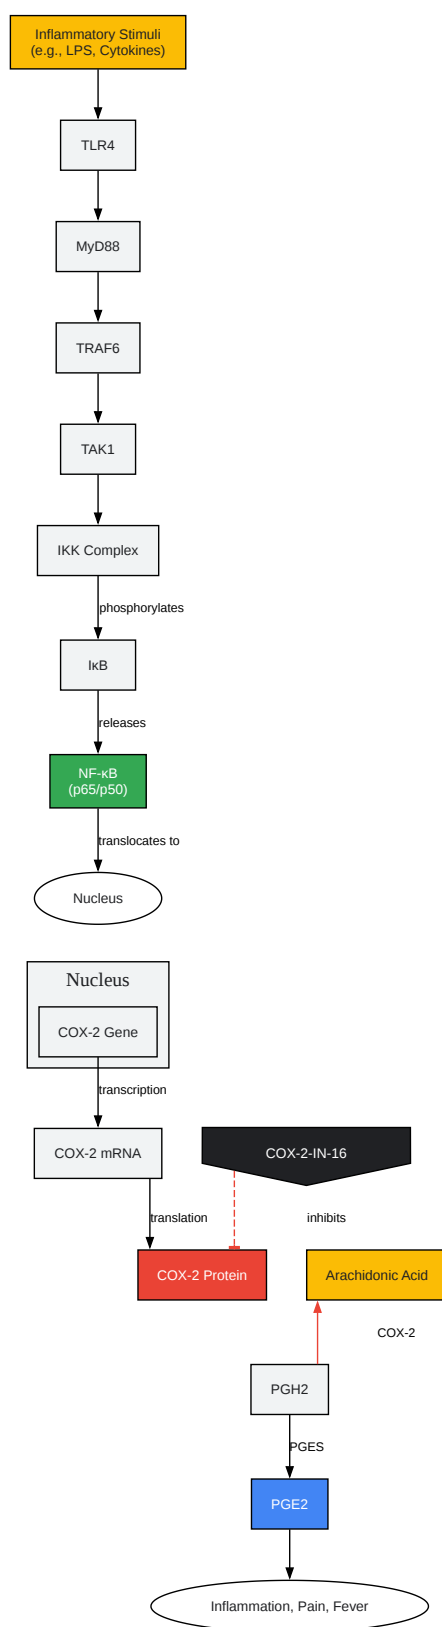 Inflammatory Stimuli
(e.g., LPS, Cytokines)
TLR4
MyD88
TRAF6
TAK1
IKK Complex
phosphorylates
IκB
releases
NF-κB
(p65/p50)
translocates to
Nucleus
Nucleus
COX-2 Gene
transcription
COX-2 mRNA
COX-2-IN-16
translation
inhibits
COX-2 Protein
Arachidonic Acid
COX-2
PGH2
PGES
PGE2
Inflammation, Pain, Fever